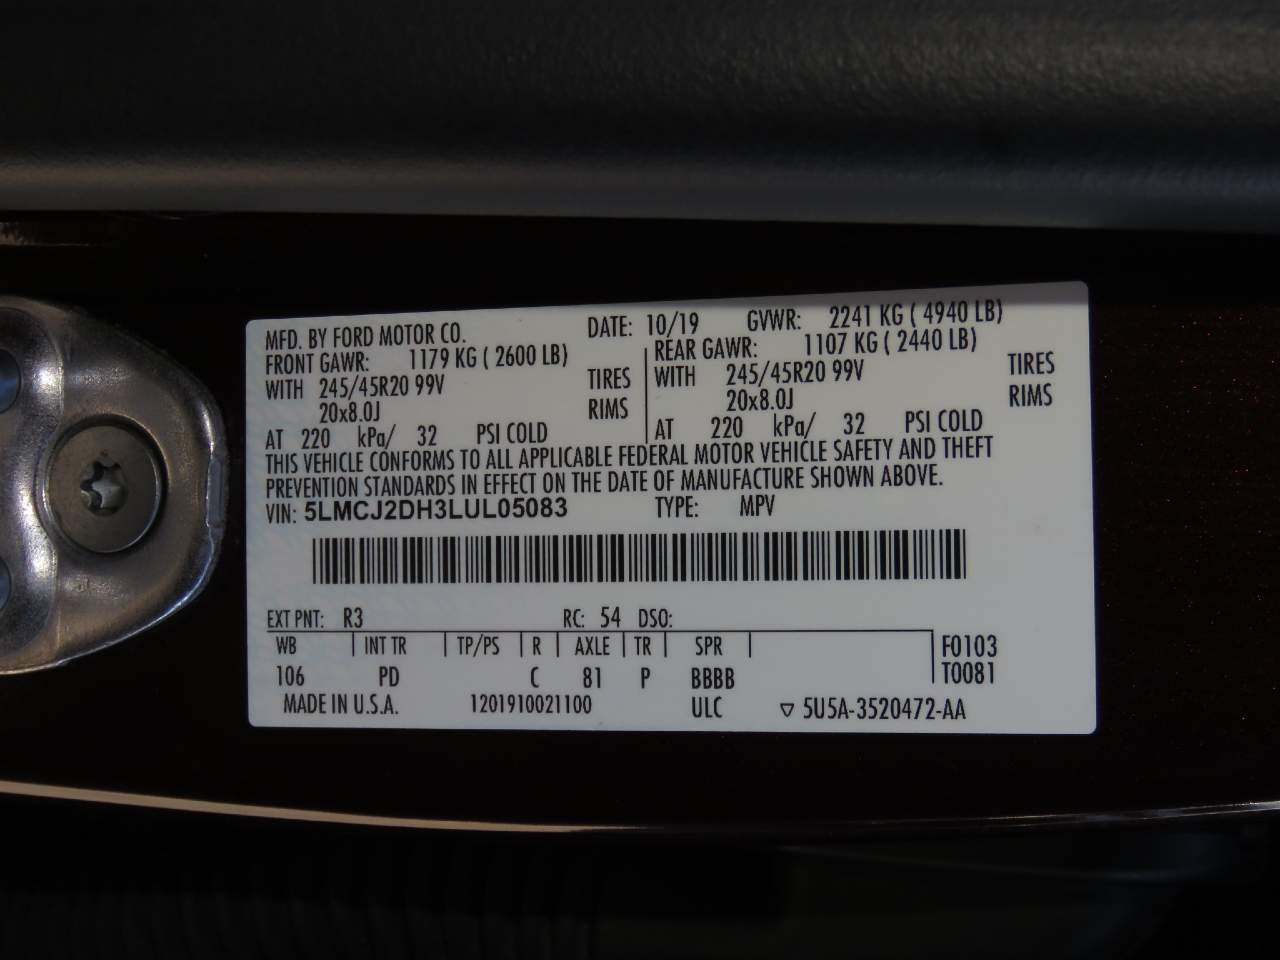 MFD. BY FORD MOTOR CO. DATE: 10/19 GVWR: 2241 KG ( 4940 LB)
FRONT GAWR: 1179 KG ( 2600 LB) REAR GAWR: 1107 KG ( 2440 LB)
WITH 245/45R20 99V TIRES WITH 245/45R20 99V TIRES
20x8.0J RIMS 20x8.0J RIMS
AT 220 kPa/ 32 PSI COLD AT 220 kPa/ 32 PSI COLD
THIS VEHICLE CONFORMS TO ALL APPLICABLE FEDERAL MOTOR VEHICLE SAFETY AND THEFT
PREVENTION STANDARDS IN EFFECT ON THE DATE OF MANUFACTURE SHOWN ABOVE.
VIN: 5LMCJ2DH3LUL05083 TYPE: MPV
EXT PNT: R3 RC: 54 DSO:
WB INT TR TP/PS R AXLE TR SPR F0103
106 PD C 81 P BBBB T0081
MADE IN U.S.A. 1201910021100 ULC ▽ 5U5A-3520472-AA